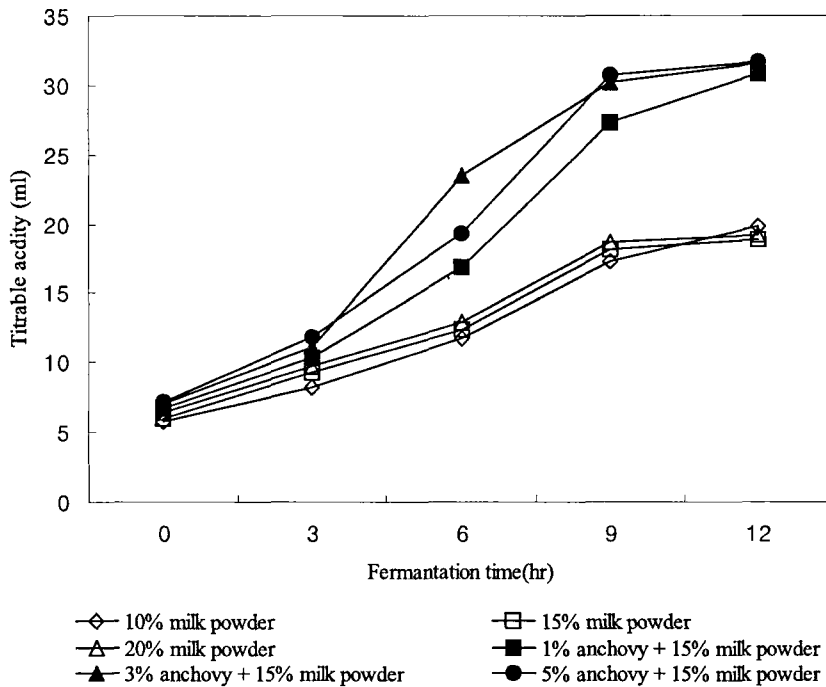 35
30
25
20
15
10
5
0
Titrable acdity (ml)
0 3 6 9 12
Fermantation time(hr)
10% milk powder 15% milk powder
20% milk powder 1% anchovy + 15% milk powder
3% anchovy + 15% milk powder 5% anchovy + 15% milk powder